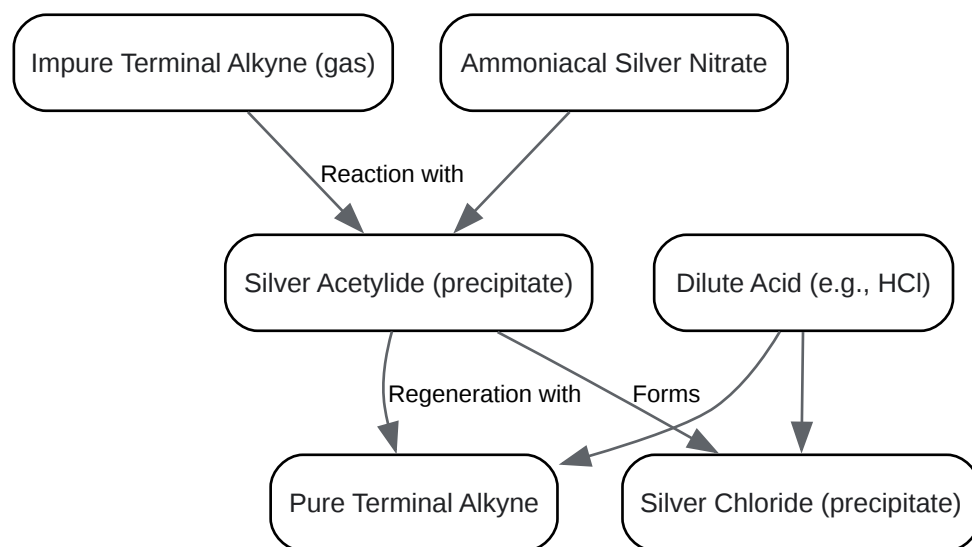 Impure Terminal Alkyne (gas)
Ammoniacal Silver Nitrate
Reaction with
Silver Acetylide (precipitate)
Dilute Acid (e.g., HCl)
Regeneration with
Forms
Pure Terminal Alkyne
Silver Chloride (precipitate)